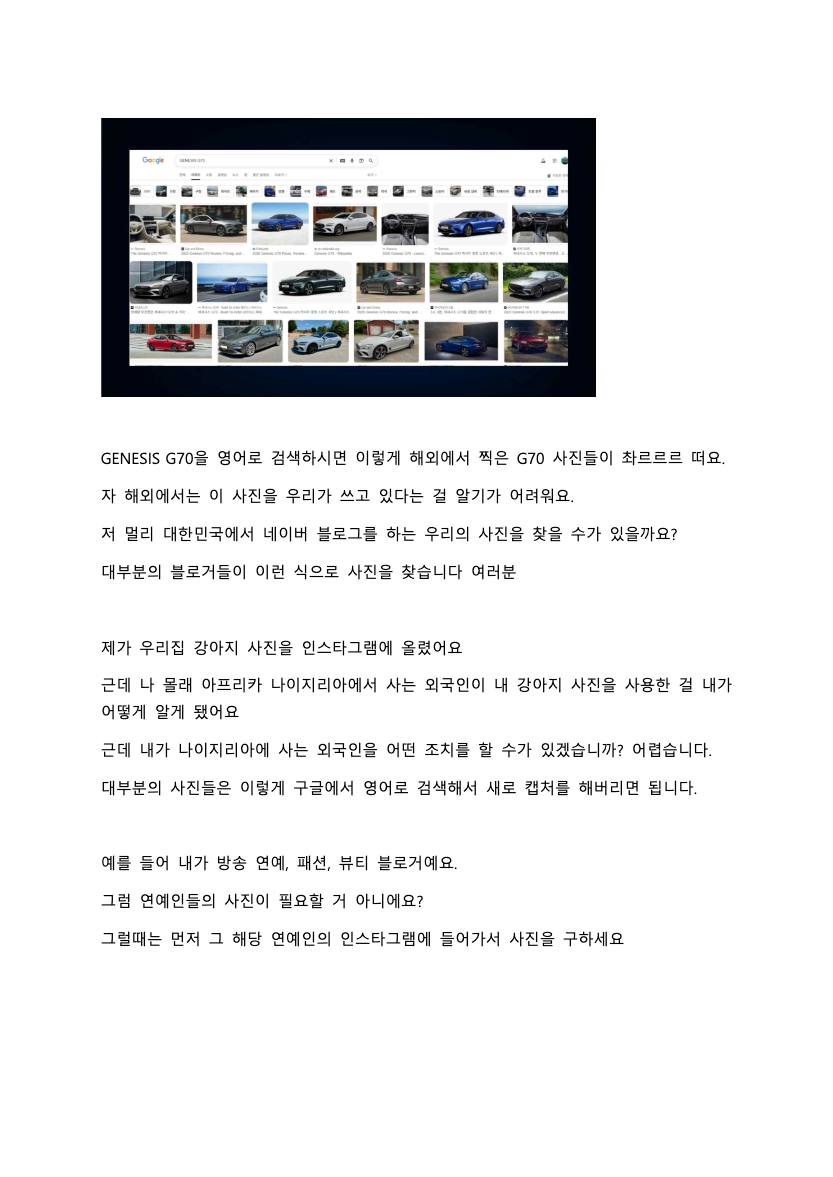 Google
GENESIS G70
GENESIS G70을 영어로 검색하시면 이렇게 해외에서 찍은 G70 사진들이 촤르르르 떠요.
자 해외에서는 이 사진을 우리가 쓰고 있다는 걸 알기가 어려워요.
저 멀리 대한민국에서 네이버 블로그를 하는 우리의 사진을 찾을 수가 있을까요?
대부분의 블로거들이 이런 식으로 사진을 찾습니다 여러분
제가 우리집 강아지 사진을 인스타그램에 올렸어요
근데 나 몰래 아프리카 나이지리아에서 사는 외국인이 내 강아지 사진을 사용한 걸 내가
어떻게 알게 됐어요
근데 내가 나이지리아에 사는 외국인을 어떤 조치를 할 수가 있겠습니까? 어렵습니다.
대부분의 사진들은 이렇게 구글에서 영어로 검색해서 새로 캡처를 해버리면 됩니다.
예를 들어 내가 방송 연예, 패션, 뷰티 블로거예요.
그럼 연예인들의 사진이 필요할 거 아니에요?
그럴때는 먼저 그 해당 연예인의 인스타그램에 들어가서 사진을 구하세요